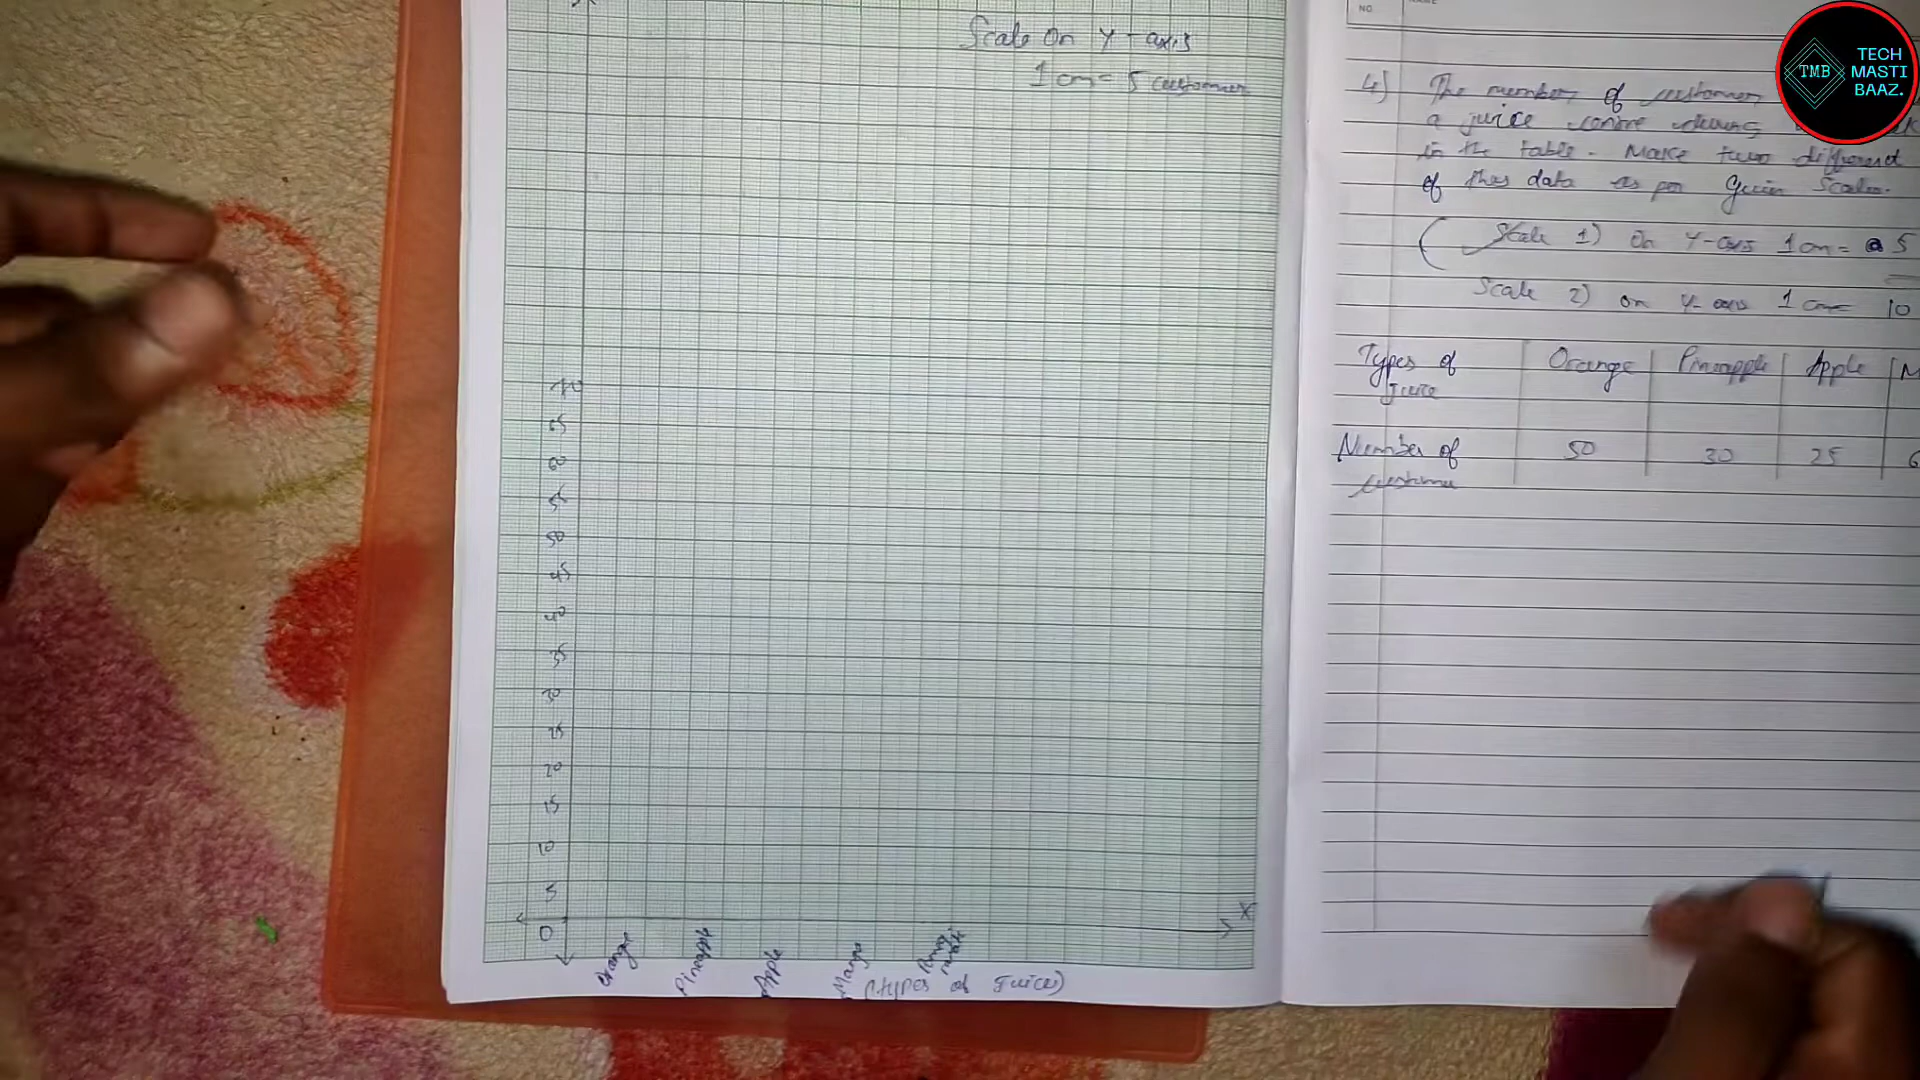 Scale On Y-axis
1 cm = 5 customer
70
65
60
55
50
45
40
35
30
25
20
15
10
5
0
X
Orange
Pineapple
Apple
Mango
(Types of Juice)
NO.
4) The number of customer
a juice
in the table. Make two different
of this data as per given Scales.
Scale 1) On Y-axis 1 cm = 5
Scale 2) on Y-axis 1 cm = 10
Types of Juice Orange Pineapple Apple M
Number of customer 50 30 25 6
TMB
TECH
MASTI
BAAZ.